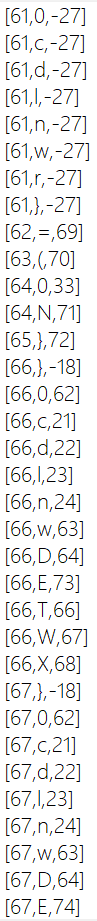 [61,0,-27]
[61,c,-27]
[61,d,-27]
[61,l,-27]
[61,n,-27]
[61,w,-27]
[61,r,-27]
[61,},-27]
[62,=,69]
[63,(,70]
[64,0,33]
[64,N,71]
[65,},72]
[66,},-18]
[66,0,62]
[66,c,21]
[66,d,22]
[66,l,23]
[66,n,24]
[66,w,63]
[66,D,64]
[66,E,73]
[66,T,66]
[66,W,67]
[66,X,68]
[67,},-18]
[67,0,62]
[67,c,21]
[67,d,22]
[67,l,23]
[67,n,24]
[67,w,63]
[67,D,64]
[67,E,74]